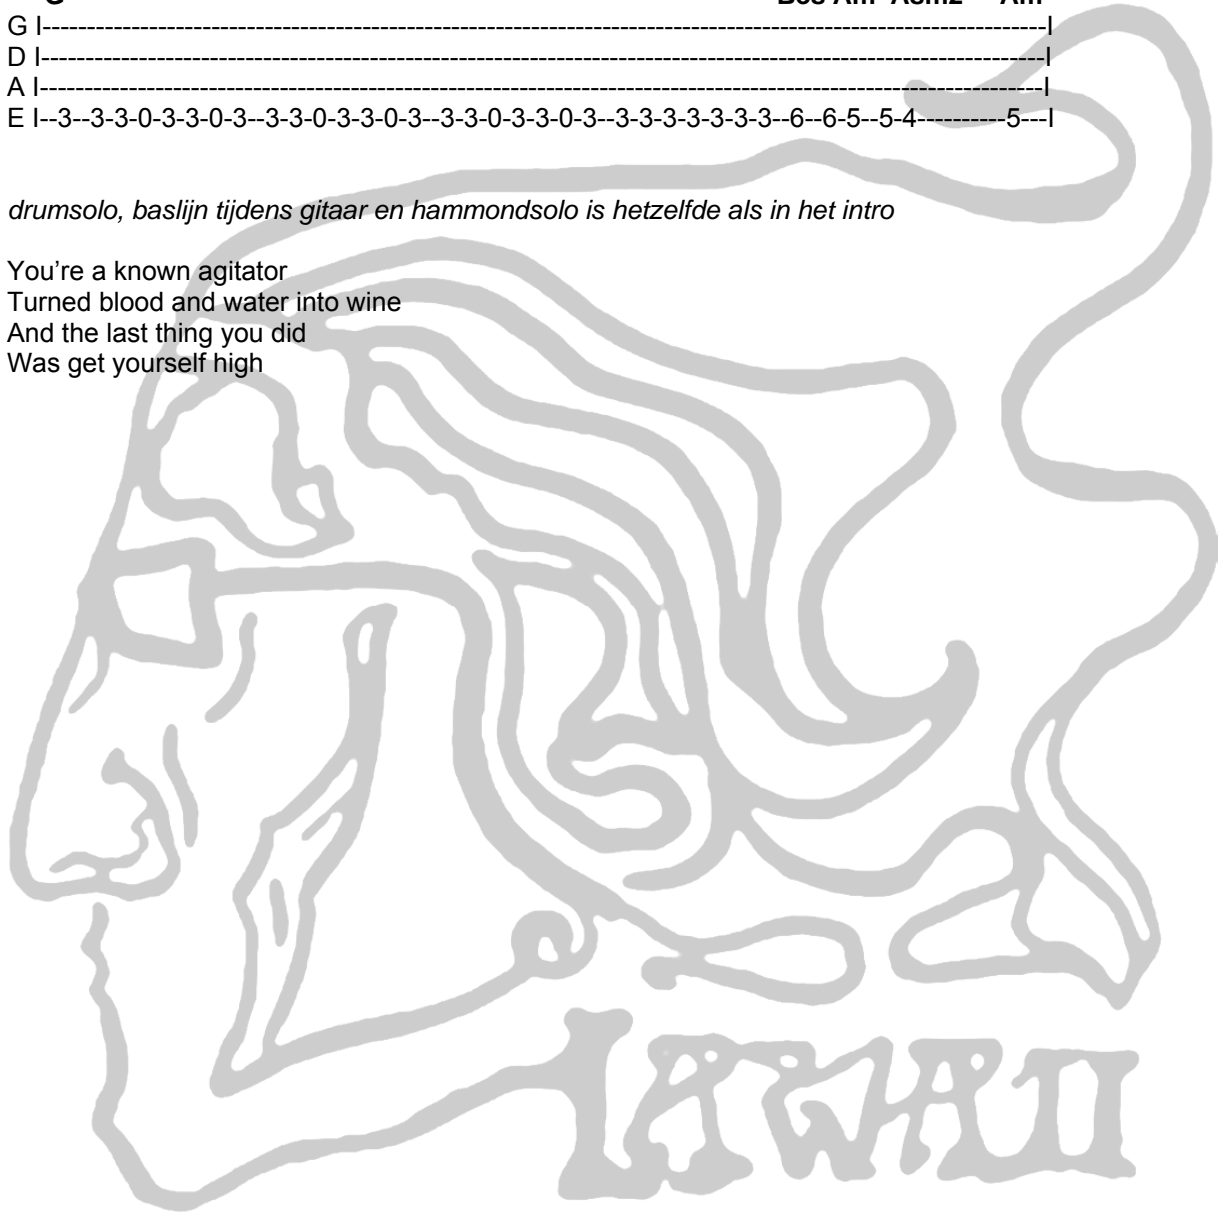 G Bes Am Asm2 Am
G I------------------------------------------------------------------------------------------------------------------I
D I------------------------------------------------------------------------------------------------------------------I
A I------------------------------------------------------------------------------------------------------------------I
E I--3--3-3-0-3-3-0-3--3-3-0-3-3-0-3--3-3-0-3-3-0-3--3-3-3-3-3-3-3--6--6-5--5-4----------5---I
drumsolo, baslijn tijdens gitaar en hammondsolo is hetzelfde als in het intro
You're a known agitator
Turned blood and water into wine
And the last thing you did
Was get yourself high